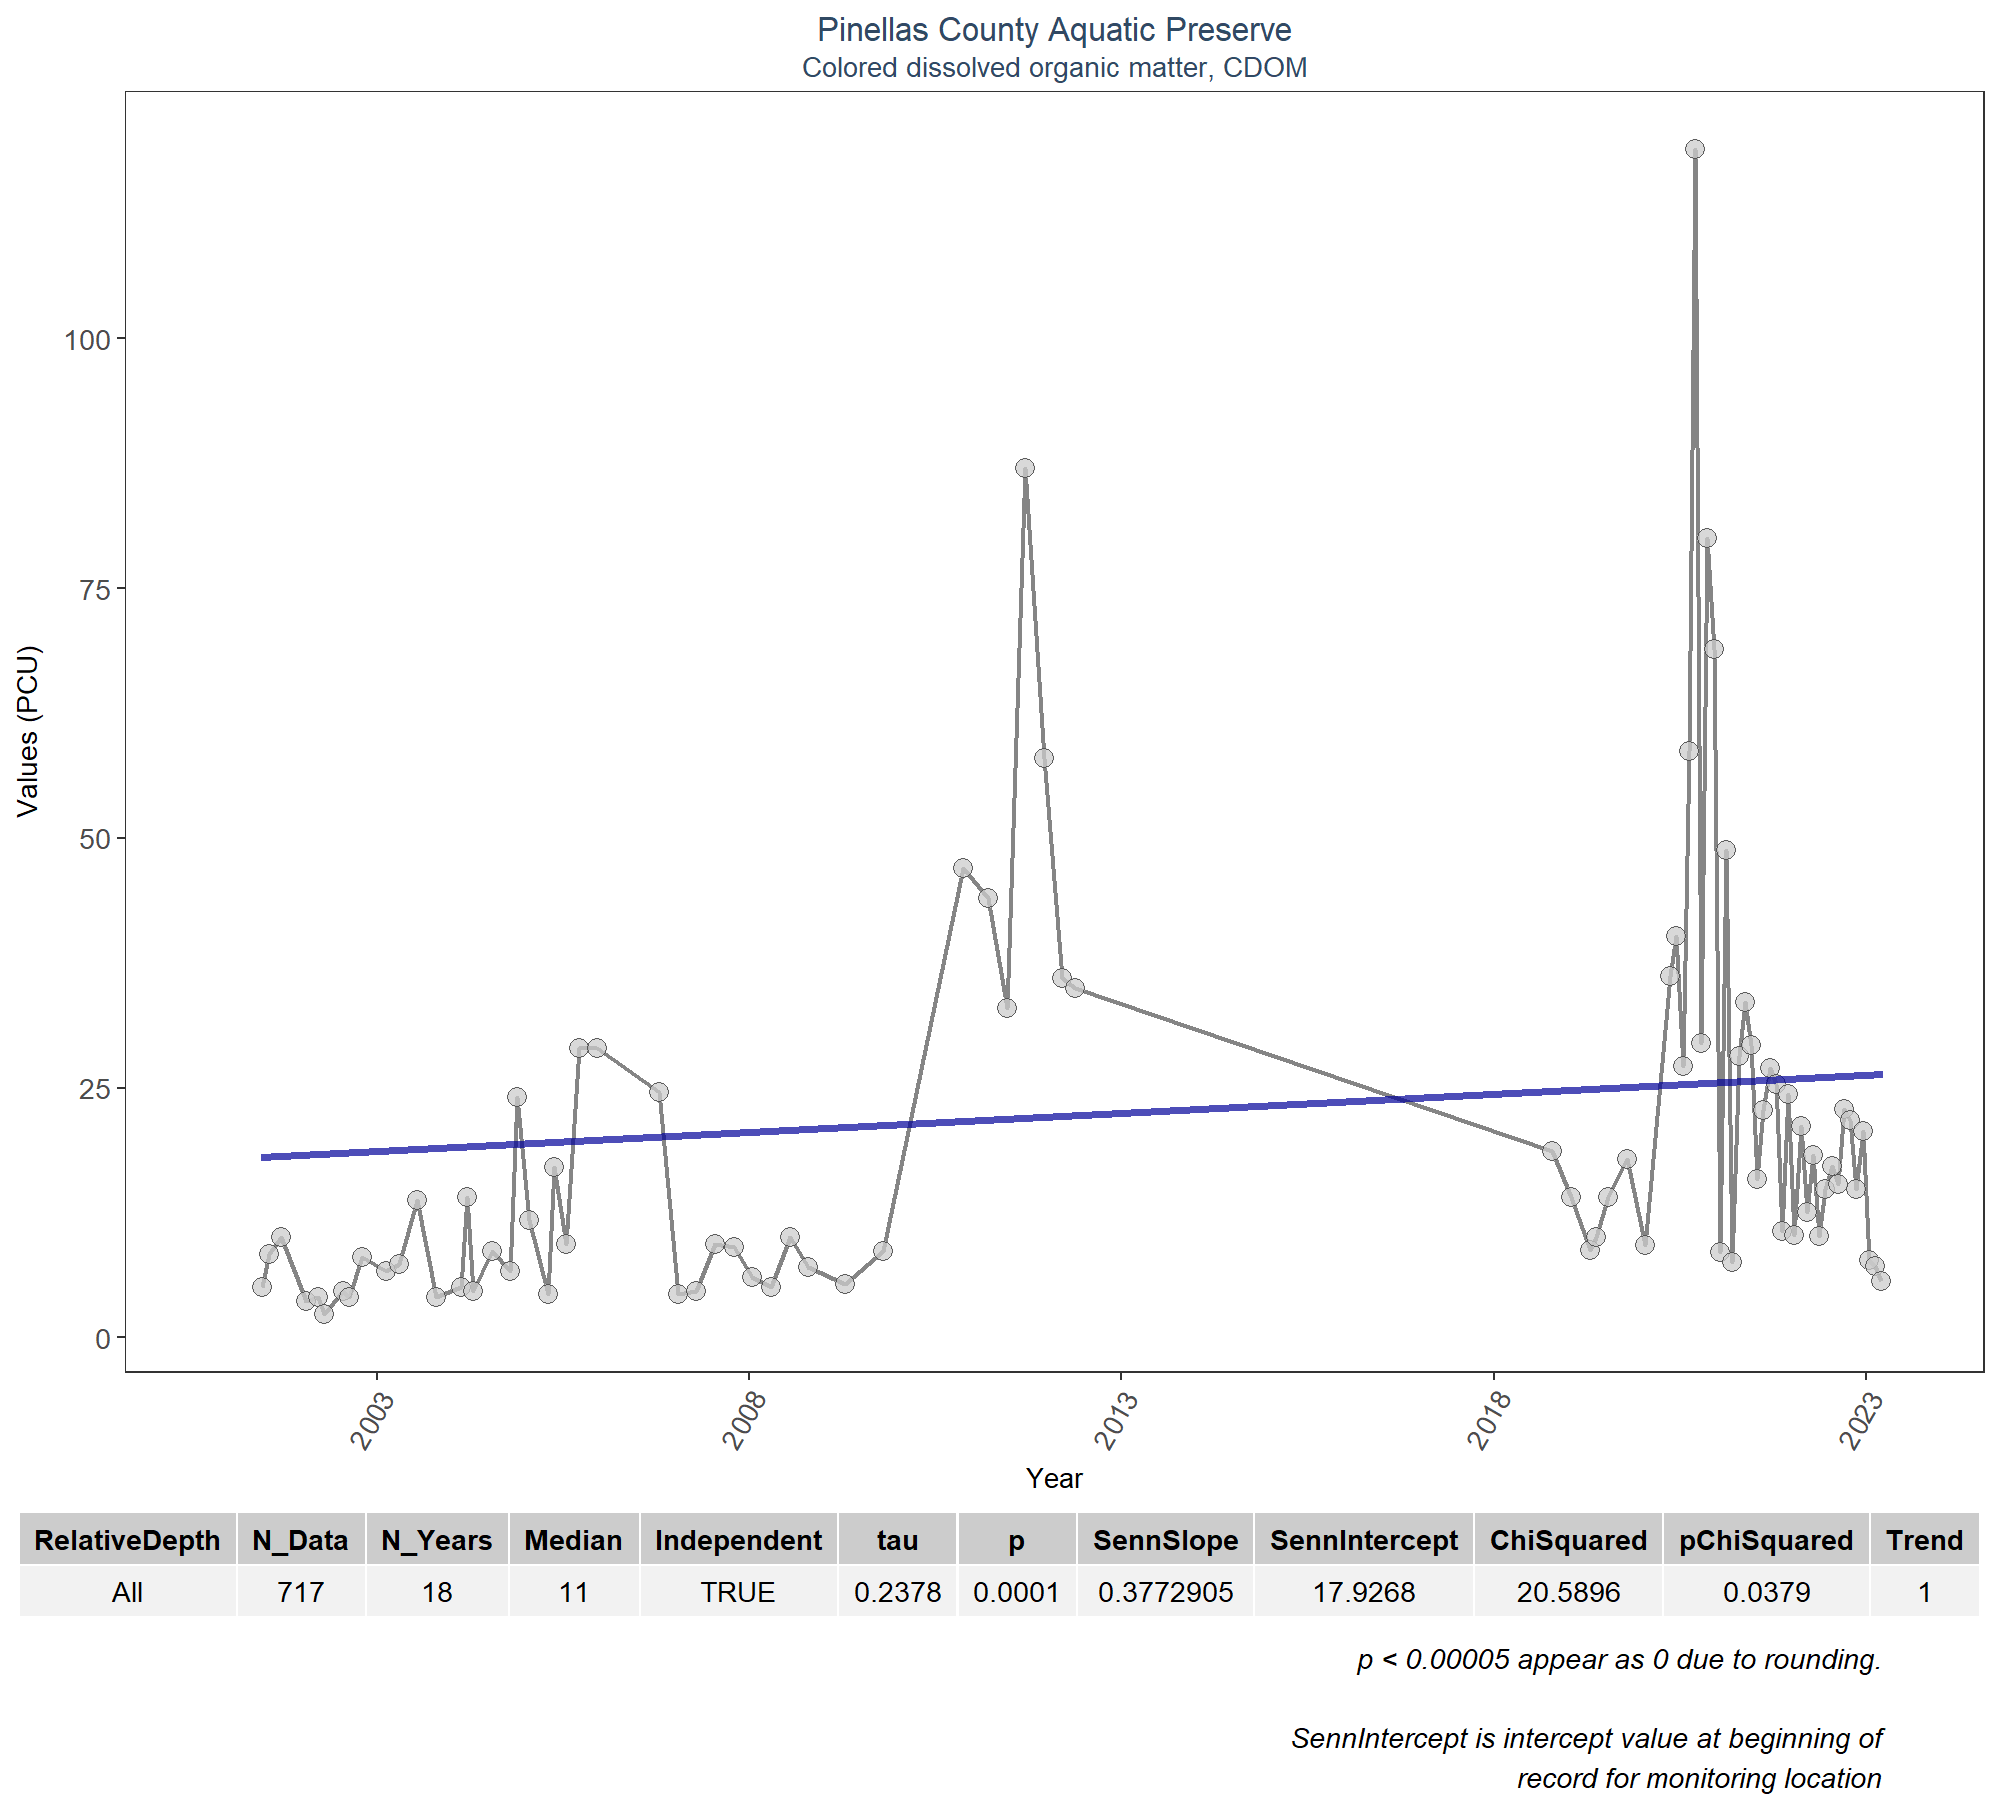 Pinellas County Aquatic Preserve
Colored dissolved organic matter, CDOM
Values (PCU)
100
75
50
25
0
2003 2008 2013 2018 2023
Year
RelativeDepth N_Data N_Years Median Independent tau p SennSlope SennIntercept ChiSquared pChiSquared Trend
All 717 18 11 TRUE 0.2378 0.0001 0.3772905 17.9268 20.5896 0.0379 1
p < 0.00005 appear as 0 due to rounding.
SennIntercept is intercept value at beginning of
record for monitoring location